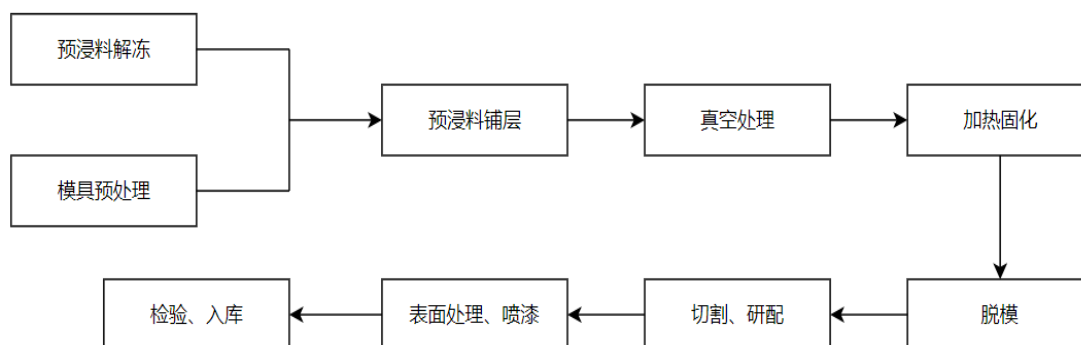 预浸料解冻
模具预处理
预浸料铺层
真空处理
加热固化
脱模
切割、研配
表面处理、喷漆
检验、入库